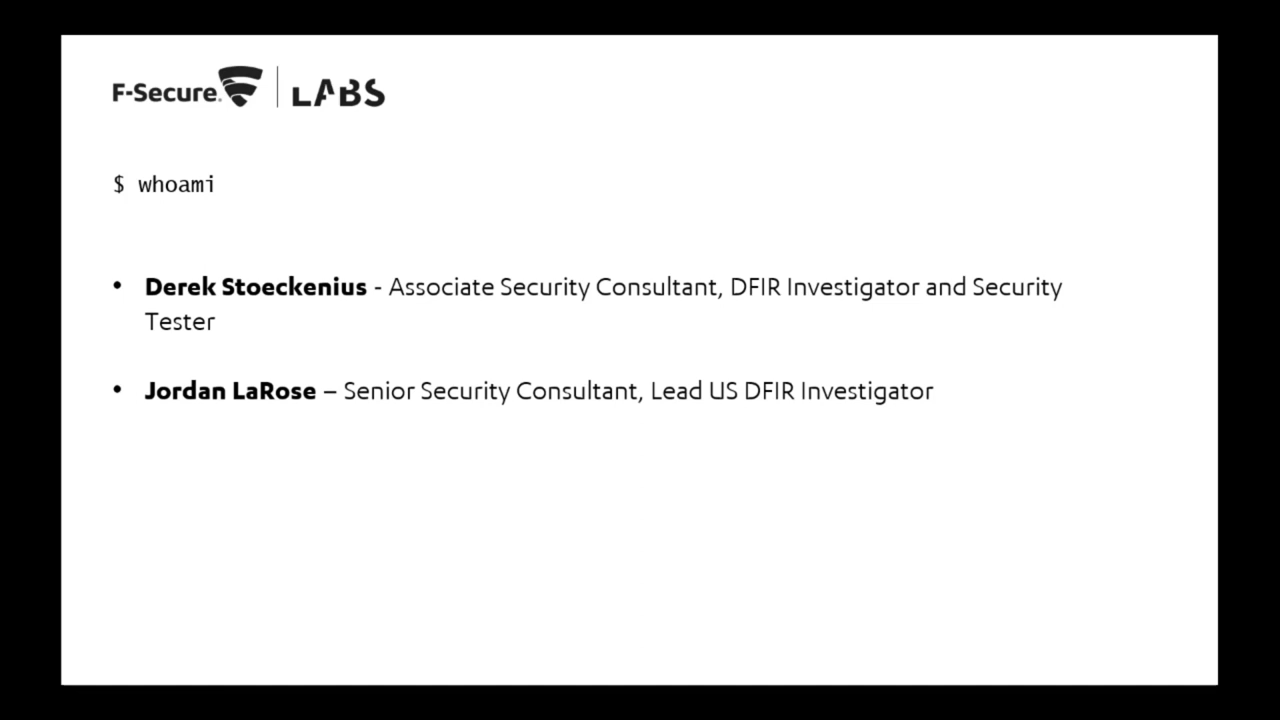 F-Secure. LABS
$ whoami
• Derek Stoeckenius - Associate Security Consultant, DFIR Investigator and Security
Tester
• Jordan LaRose – Senior Security Consultant, Lead US DFIR Investigator